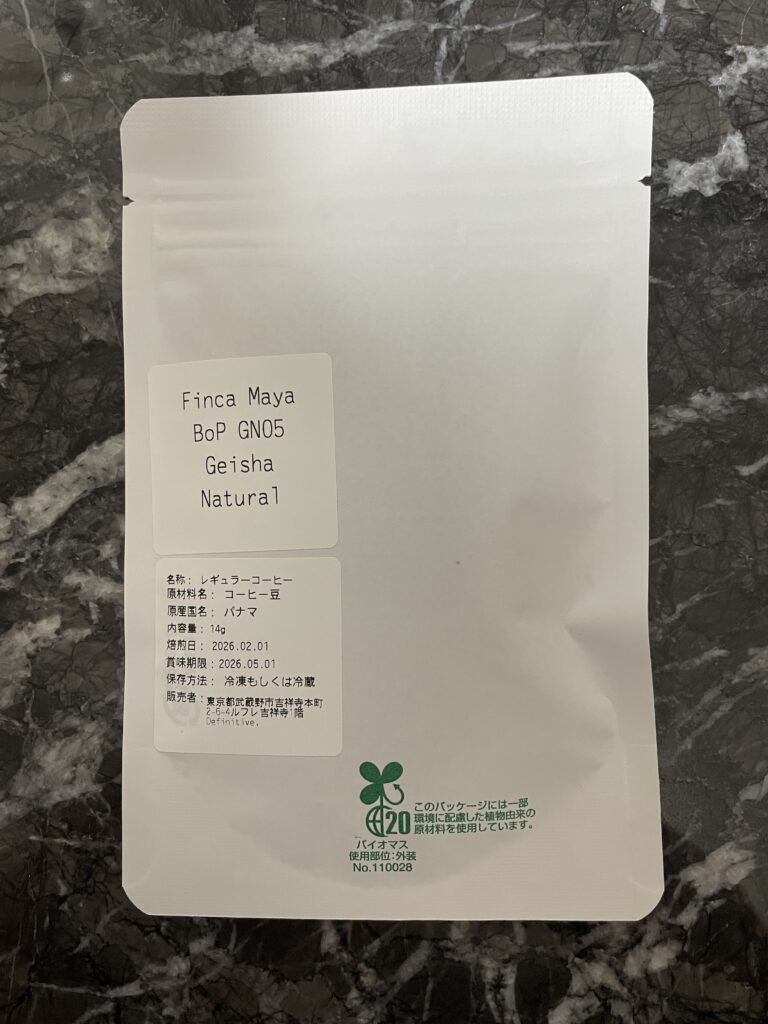 Finca Maya
BoP GN05
Geisha
Natural
名称： レギュラーコーヒー
原材料名： コーヒー豆
原産国名： パナマ
内容量：14g
焙煎日：2026.02.01
賞味期限：2026.05.01
保存方法： 冷凍もしくは冷蔵
販売者：東京都武蔵野市吉祥寺本町
2-6-4ルフレ吉祥寺1階
Definitive.
20
このパッケージには一部
環境に配慮した植物由来の
原材料を使用しています。
バイオマス
使用部位:外装
No.110028